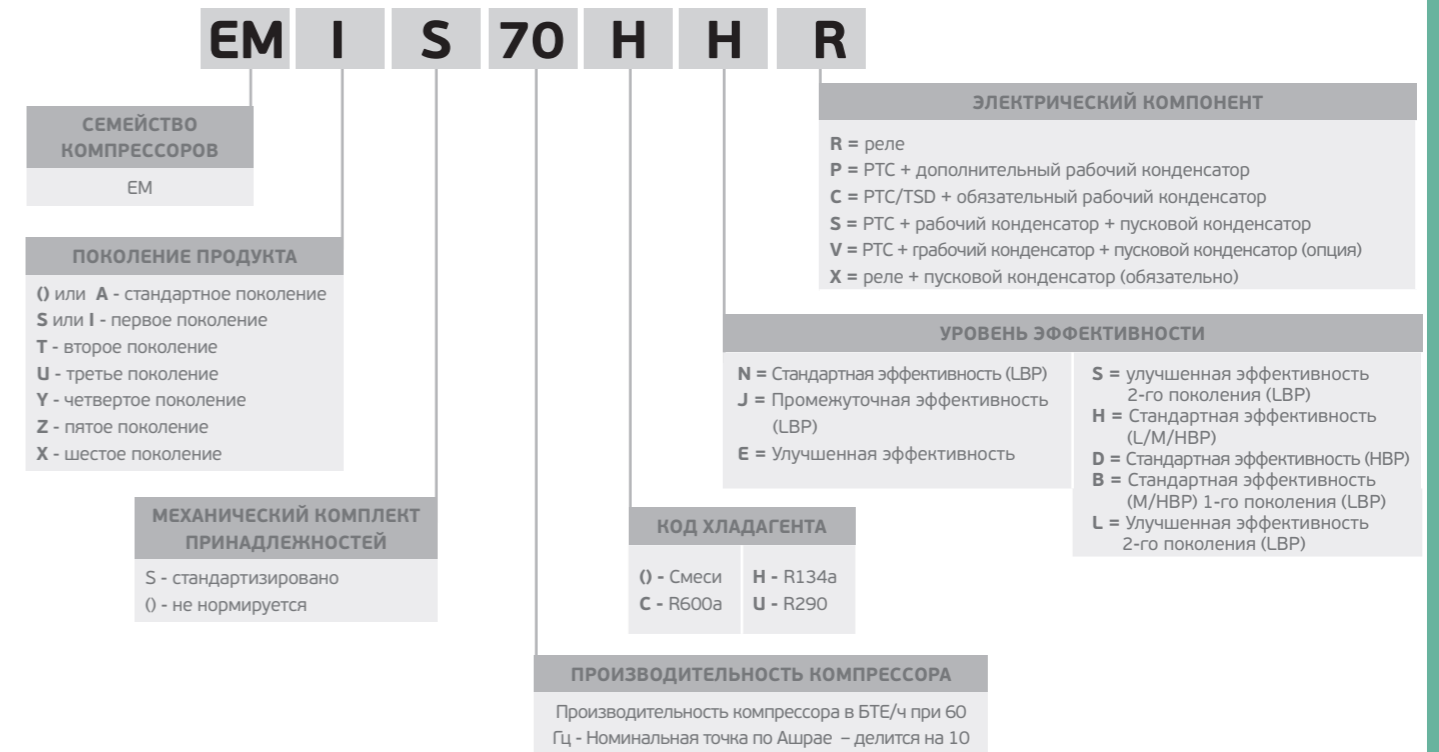 EM I S 70 H H R
СЕМЕЙСТВО
КОМПРЕССОРОВ
EM
ПОКОЛЕНИЕ ПРОДУКТА
() или A - стандартное поколение
S или I - первое поколение
T - второе поколение
U - третье поколение
Y - четвертое поколение
Z - пятое поколение
X - шестое поколение
МЕХАНИЧЕСКИЙ КОМПЛЕКТ
ПРИНАДЛЕЖНОСТЕЙ
S - стандартизировано
() - не нормируется
ПРОИЗВОДИТЕЛЬНОСТЬ КОМПРЕССОРА
Производительность компрессора в БТЕ/ч при 60
Гц - Номинальная точка по Ашрае – делится на 10
КОД ХЛАДАГЕНТА
() - Смеси
C - R600a
H - R134a
U - R290
УРОВЕНЬ ЭФФЕКТИВНОСТИ
N = Стандартная эффективность (LBP)
J = Промежуточная эффективность
(LBP)
E = Улучшенная эффективность
S = улучшенная эффективность
2-го поколения (LBP)
H = Стандартная эффективность
(L/M/HBP)
D = Стандартная эффективность (HBP)
B = Стандартная эффективность
(M/HBP) 1-го поколения (LBP)
L = Улучшенная эффективность
2-го поколения (LBP)
ЭЛЕКТРИЧЕСКИЙ КОМПОНЕНТ
R = реле
P = PTC + дополнительный рабочий конденсатор
C = PTC/TSD + обязательный рабочий конденсатор
S = PTC + рабочий конденсатор + пусковой конденсатор
V = PTC + грабочий конденсатор + пусковой конденсатор (опция)
X = реле + пусковой конденсатор (обязательно)